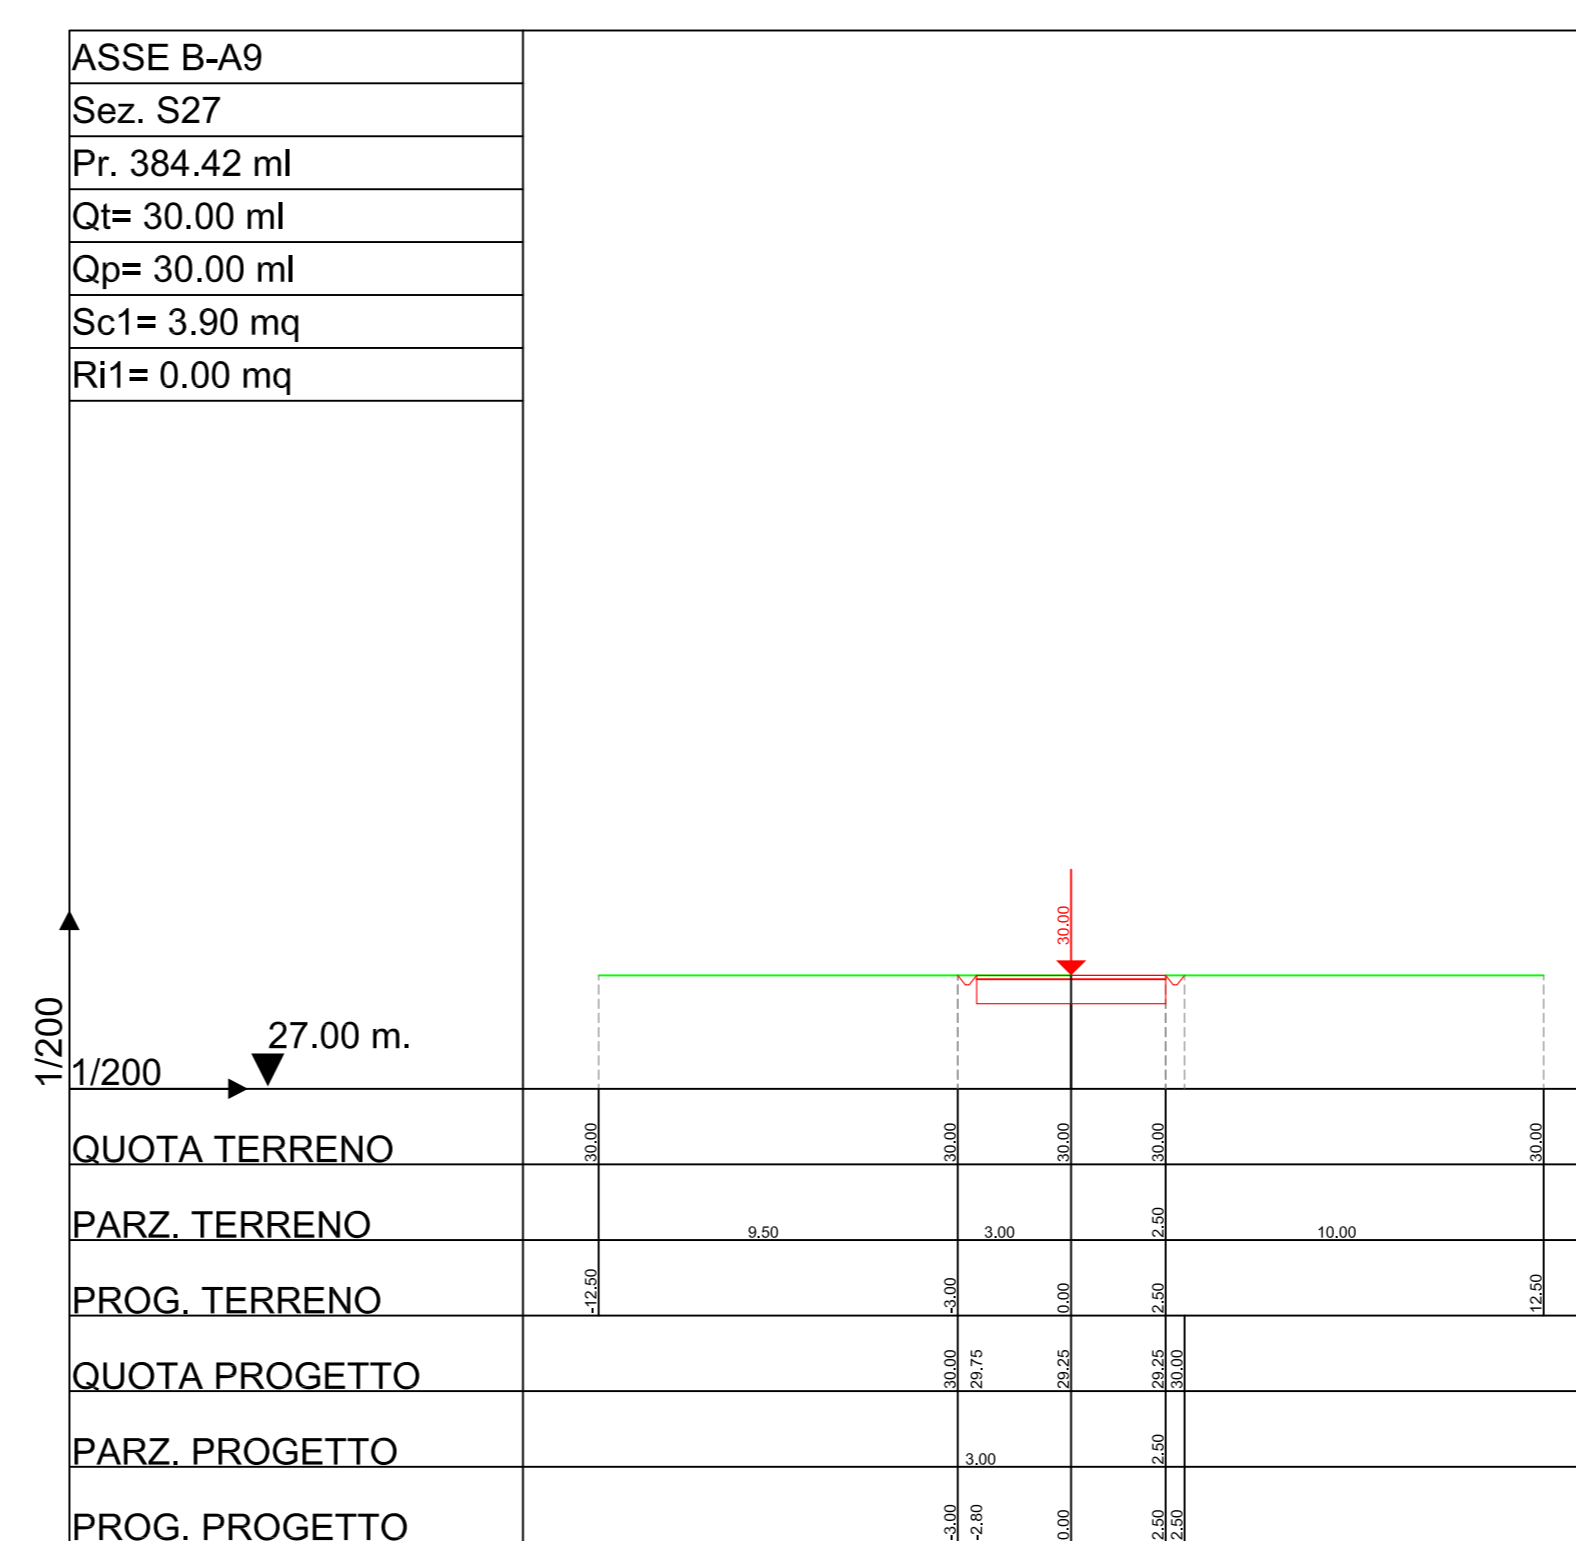 ASSE B-A9
Sez. S27
Pr. 384.42 ml
Qt= 30.00 ml
Qp= 30.00 ml
Sc1= 3.90 mq
Ri1= 0.00 mq
30.00
1/200
27.00 m.
1/200
QUOTA TERRENO 30.00 30.00 30.00 30.00 30.00
PARZ. TERRENO 9.50 3.00 2.50 10.00
PROG. TERRENO -12.50 -3.00 0.00 2.50 12.50
QUOTA PROGETTO 30.00 29.75 29.25 29.25 30.00
PARZ. PROGETTO 3.00 2.50
PROG. PROGETTO -3.00 -2.80 0.00 2.50 2.50